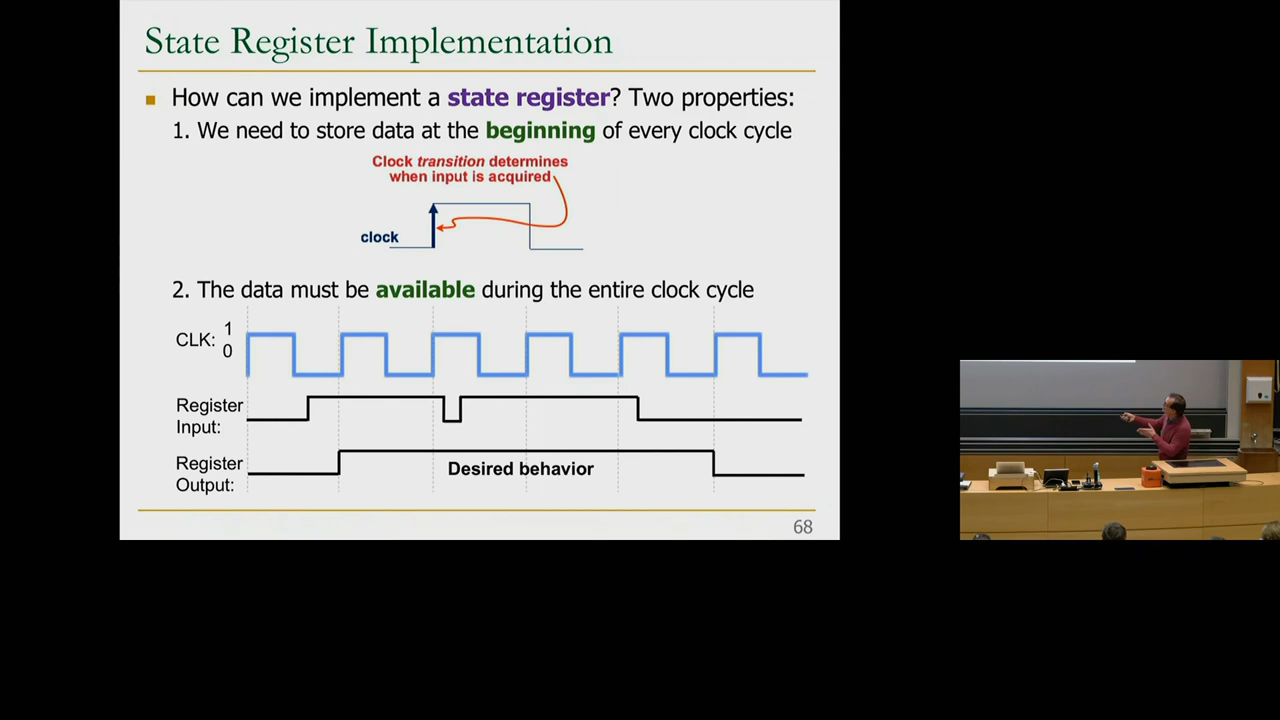 State Register Implementation
How can we implement a state register? Two properties:
1. We need to store data at the beginning of every clock cycle
Clock transition determines
when input is acquired
clock
2. The data must be available during the entire clock cycle
CLK: 1
0
Register
Input:
Register
Output:
Desired behavior
68